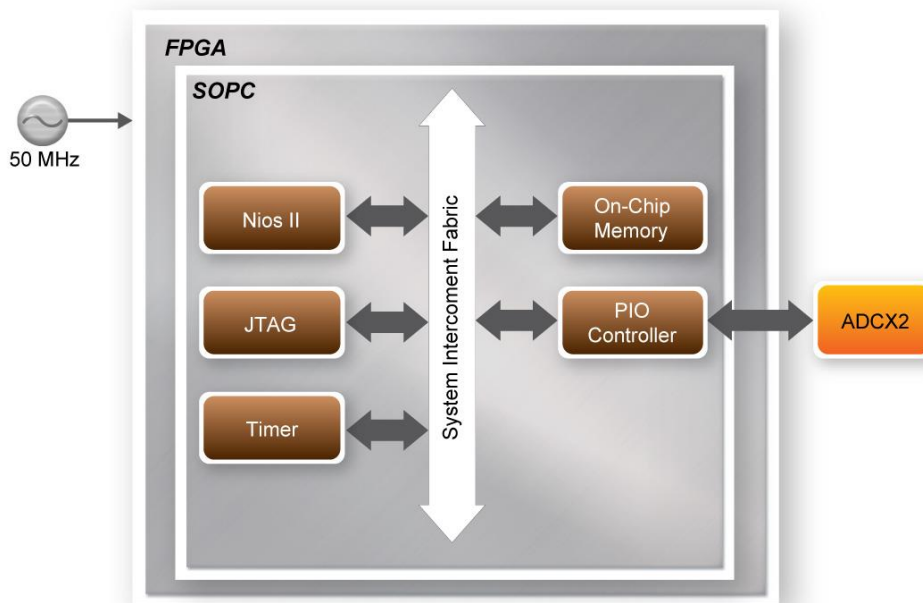 FPGA
SOPC
50 MHz
Nios II
On-Chip
Memory
System Intercoment Fabric
JTAG
PIO
Controller
ADCX2
Timer